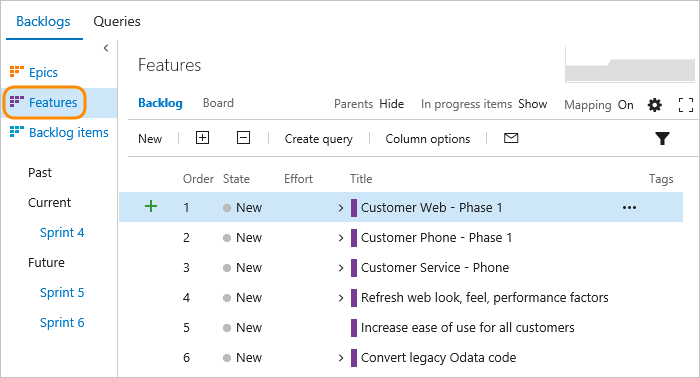 Backlogs Queries
Epics
Features
Backlog items
Past
Current
Sprint 4
Future
Sprint 5
Sprint 6
Features
Backlog Board Parents Hide In progress items Show Mapping On
New Create query Column options
Order State Effort Title Tags
1 New Customer Web - Phase 1
2 New Customer Phone - Phase 1
3 New Customer Service - Phone
4 New Refresh web look, feel, performance factors
5 New Increase ease of use for all customers
6 New Convert legacy Odata code